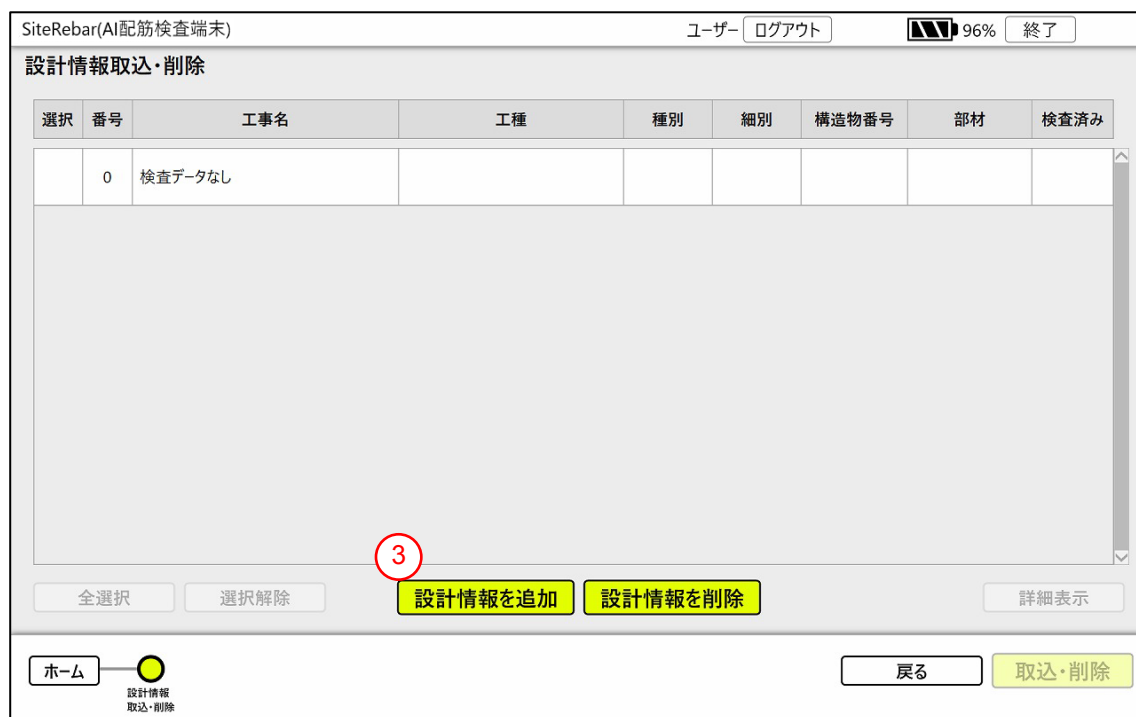 SiteRebar(AI配筋検査端末) ユーザー ログアウト 96% 終了
設計情報取込・削除
選択 番号 工事名 工種 種別 細別 構造物番号 部材 検査済み
0 検査データなし
3
全選択 選択解除 設計情報を追加 設計情報を削除 詳細表示
ホーム 戻る 取込・削除
設計情報
取込・削除